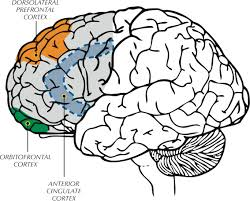 DORSOLATERAL
PREFRONTAL
CORTEX
ORBITOFRONTAL
CORTEX
ANTERIOR
CINGULATE
CORTEX